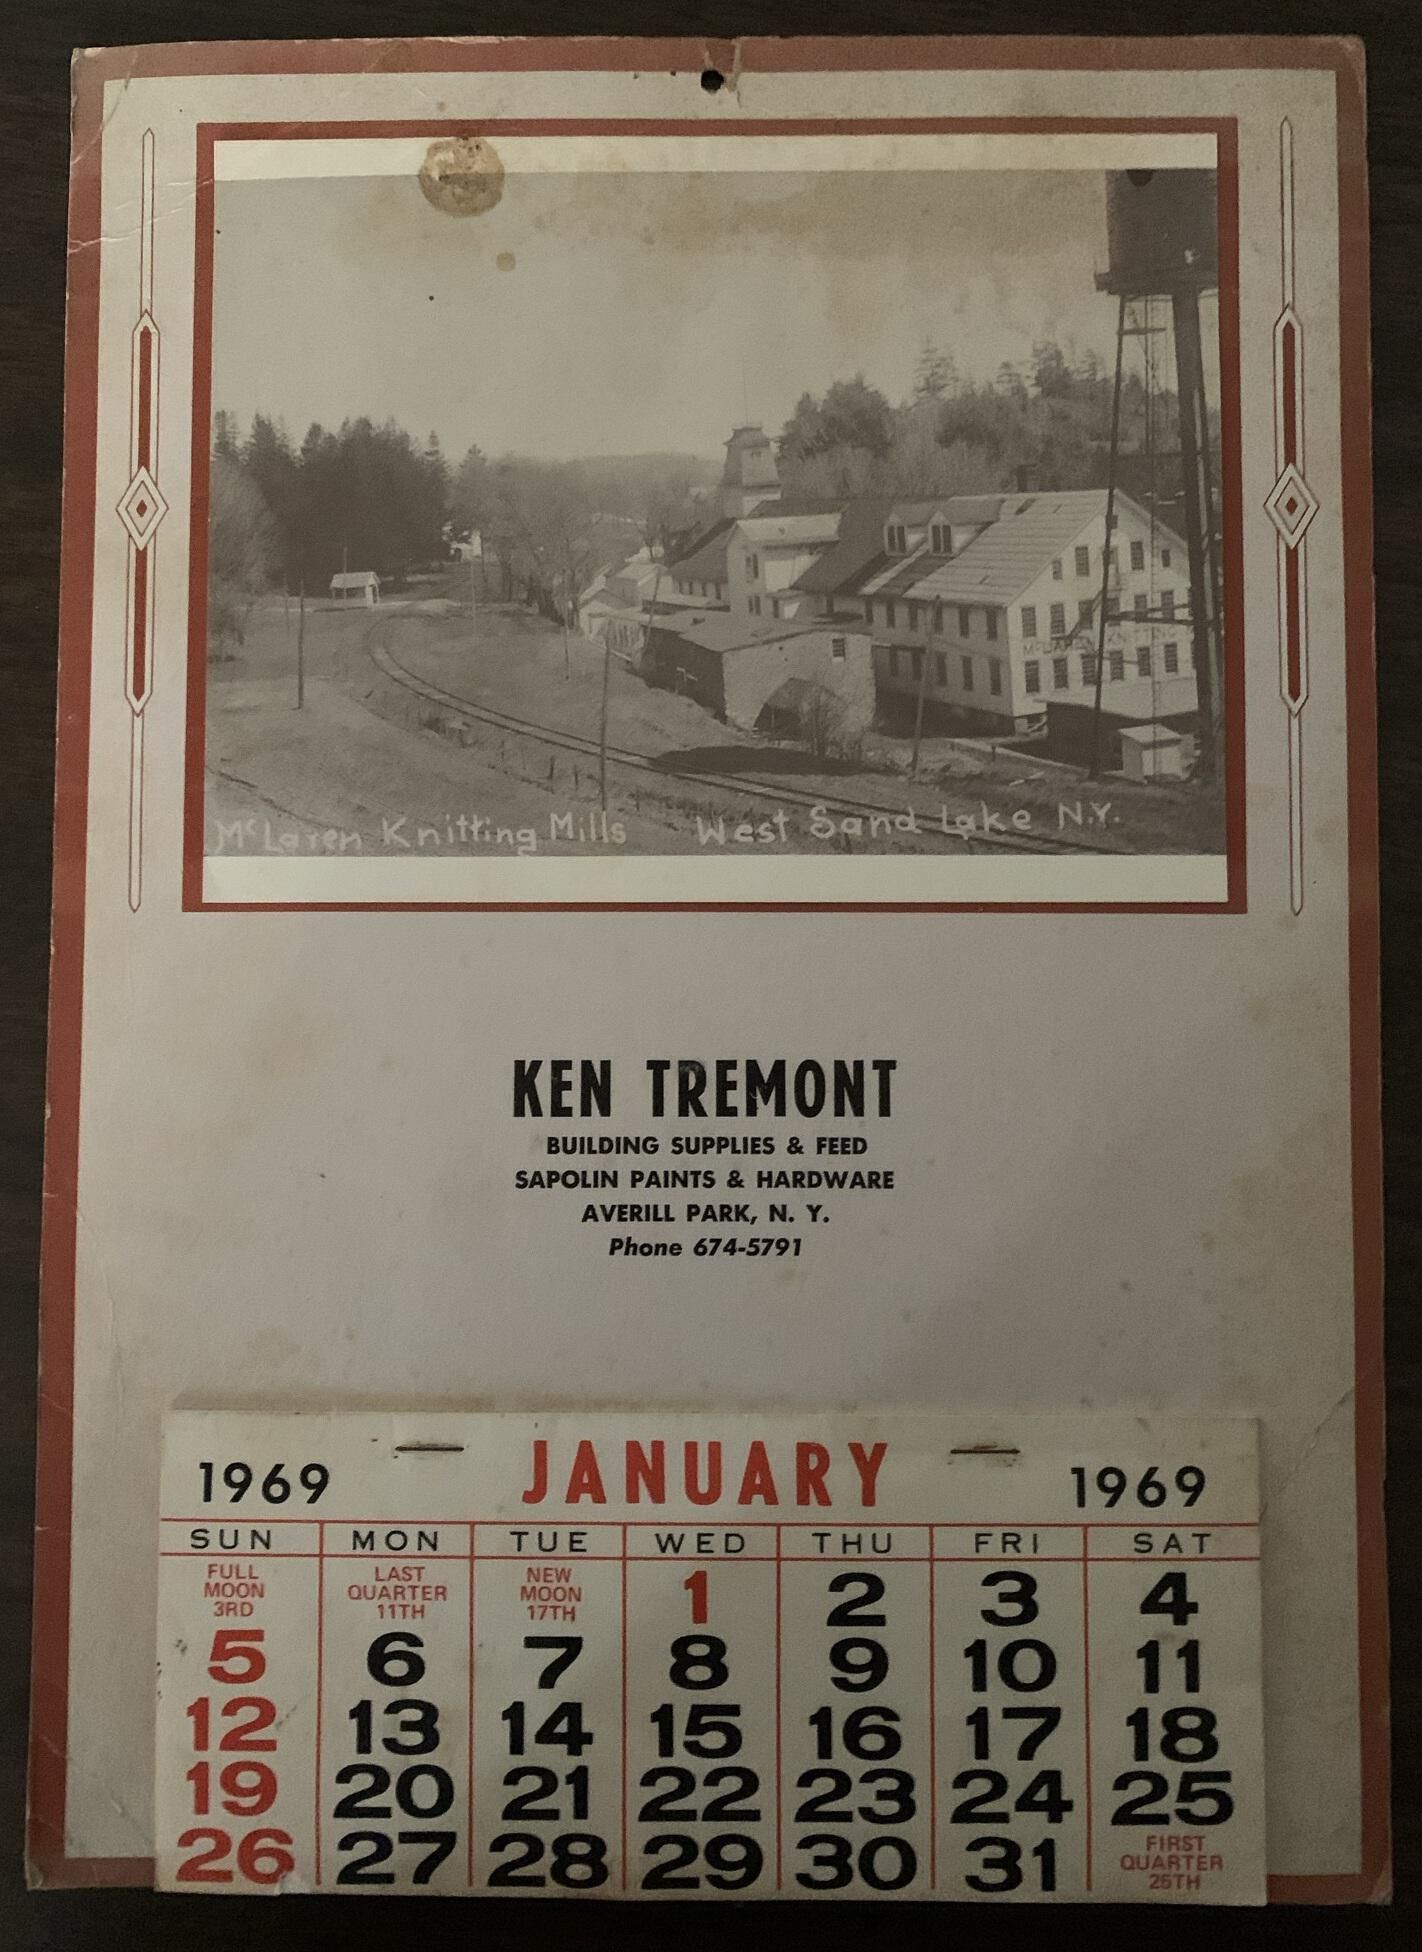 McLAREN KNITTING
McLaren Knitting Mills West Sand Lake N.Y.
KEN TREMONT
BUILDING SUPPLIES & FEED
SAPOLIN PAINTS & HARDWARE
AVERILL PARK, N. Y.
Phone 674-5791
1969 JANUARY 1969
SUN MON TUE WED THU FRI SAT
FULL MOON 3RD LAST QUARTER 11TH NEW MOON 17TH 1 2 3 4
5 6 7 8 9 10 11
12 13 14 15 16 17 18
19 20 21 22 23 24 25
26 27 28 29 30 31 FIRST QUARTER 25TH